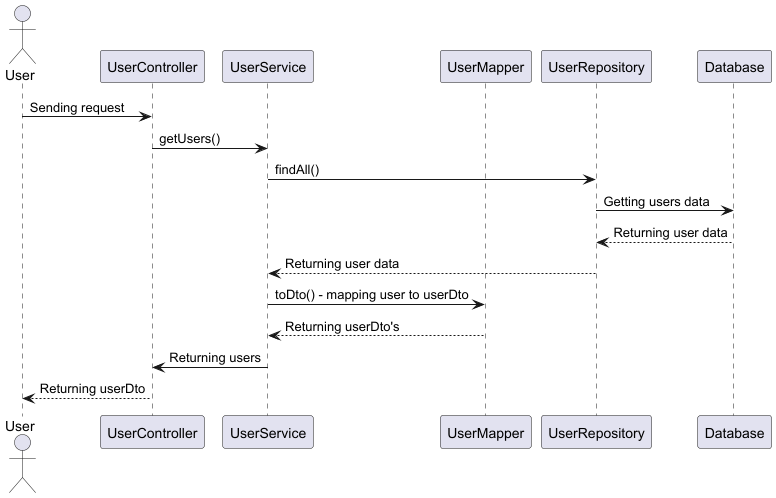 User
UserController
UserService
UserMapper
UserRepository
Database
Sending request
getUsers()
findAll()
Getting users data
Returning user data
Returning user data
toDto() - mapping user to userDto
Returning userDto's
Returning users
Returning userDto
User
UserController
UserService
UserMapper
UserRepository
Database